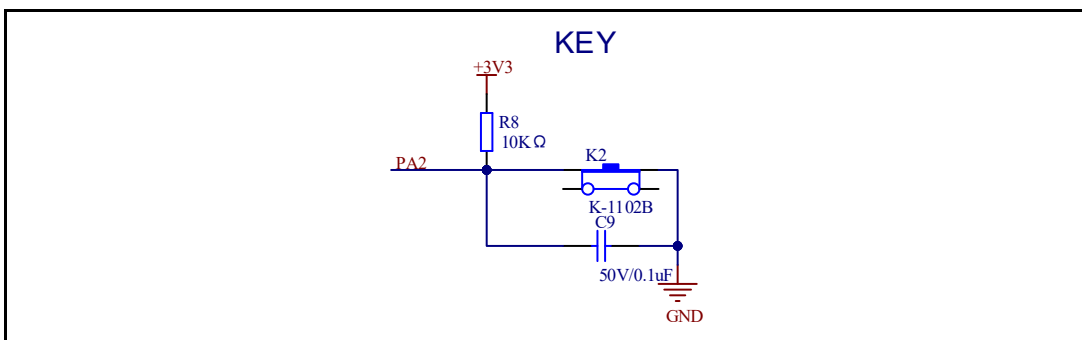 KEY
+3V3
R8
10KΩ
PA2
K2
K-1102B
C9
50V/0.1uF
GND